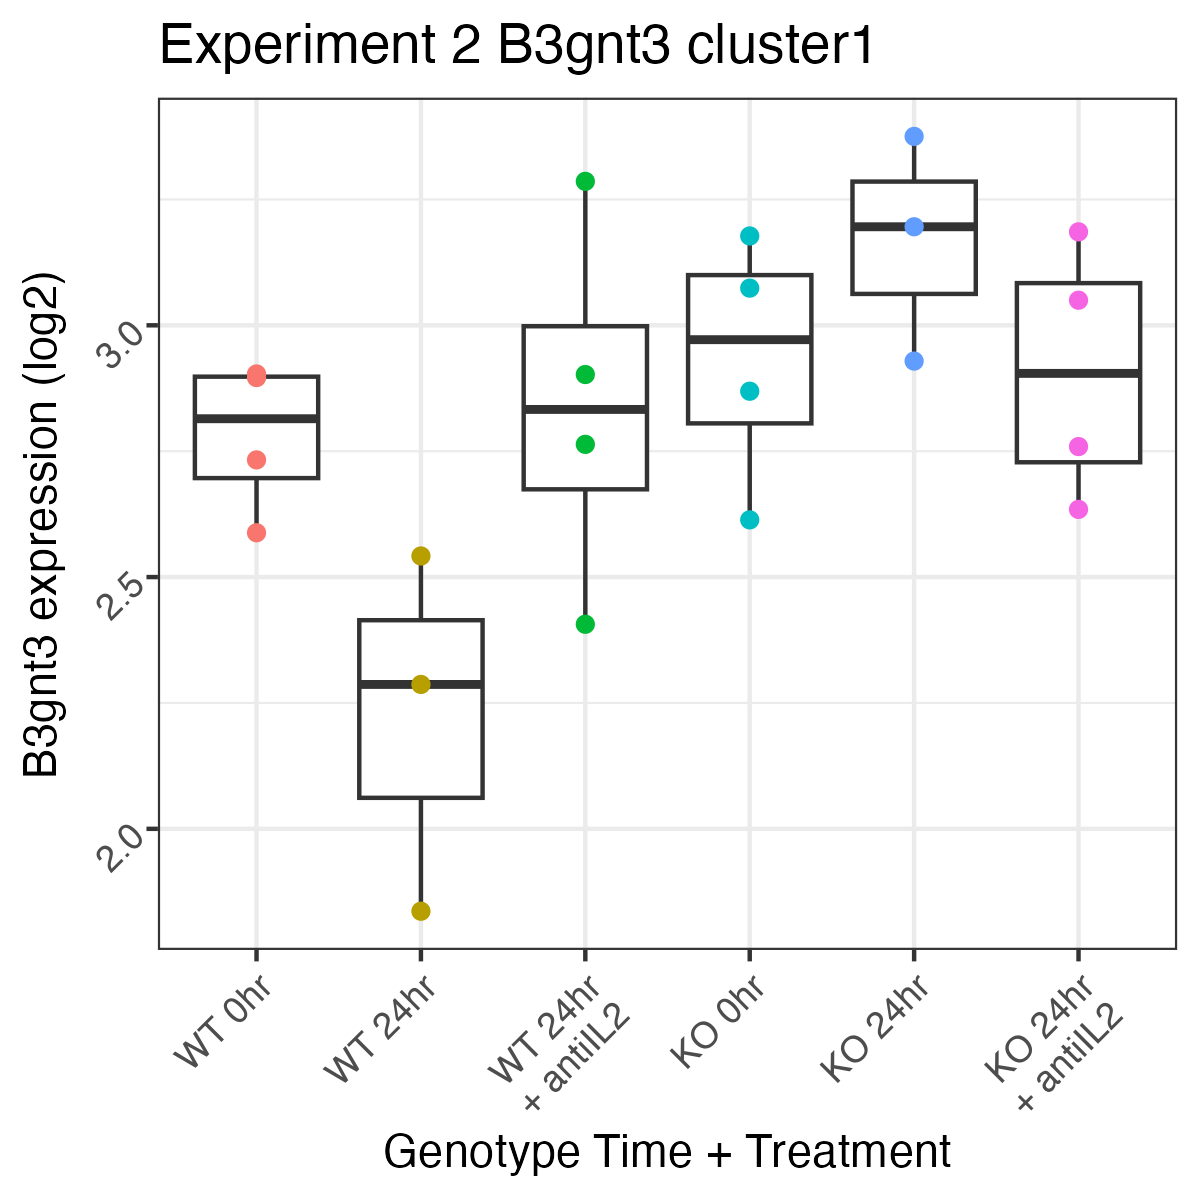 Experiment 2 B3gnt3 cluster1
B3gnt3 expression (log2)
3.0
2.5
2.0
WT 0hr
WT 24hr
WT 24hr
+ antiIL2
KO 0hr
KO 24hr
KO 24hr
+ antiIL2
Genotype Time + Treatment